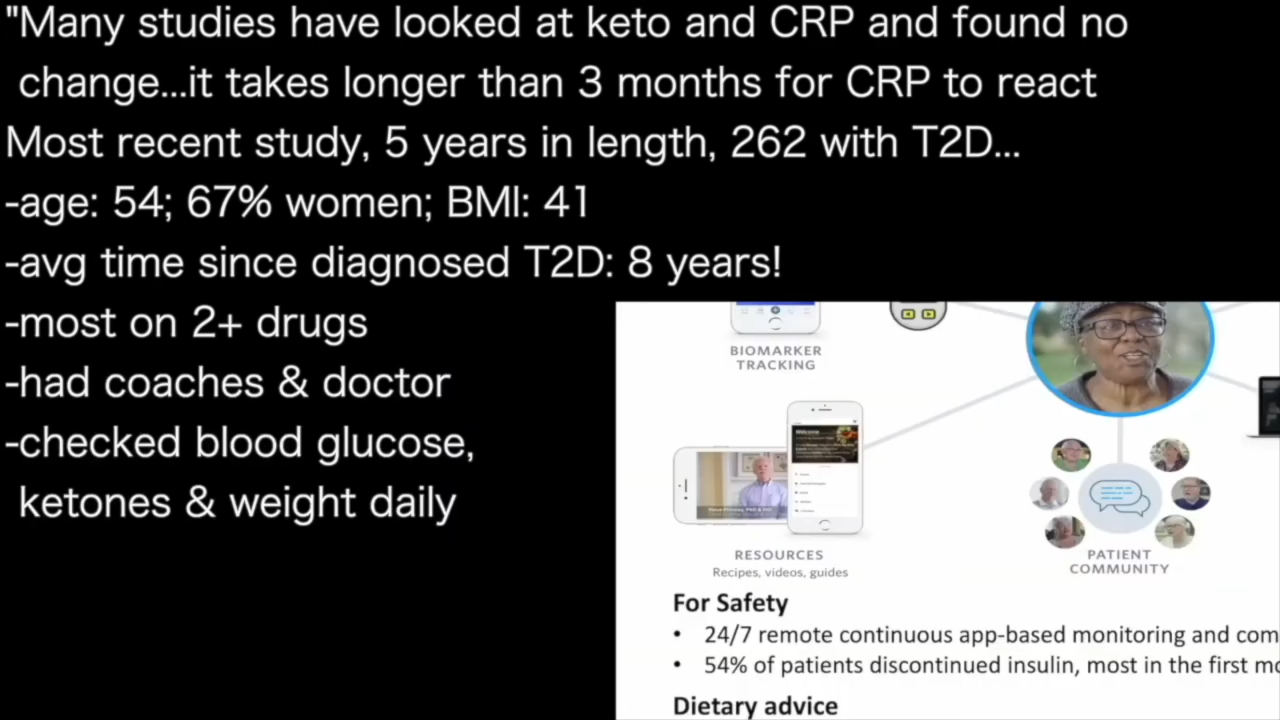 "Many studies have looked at keto and CRP and found no
change...it takes longer than 3 months for CRP to react
Most recent study, 5 years in length, 262 with T2D...
-age: 54; 67% women; BMI: 41
-avg time since diagnosed T2D: 8 years!
-most on 2+ drugs
-had coaches & doctor
-checked blood glucose,
ketones & weight daily
BIOMARKER
TRACKING
Welcome
RESOURCES
Recipes, videos, guides
PATIENT
COMMUNITY
For Safety
• 24/7 remote continuous app-based monitoring and com
• 54% of patients discontinued insulin, most in the first mo
Dietary advice